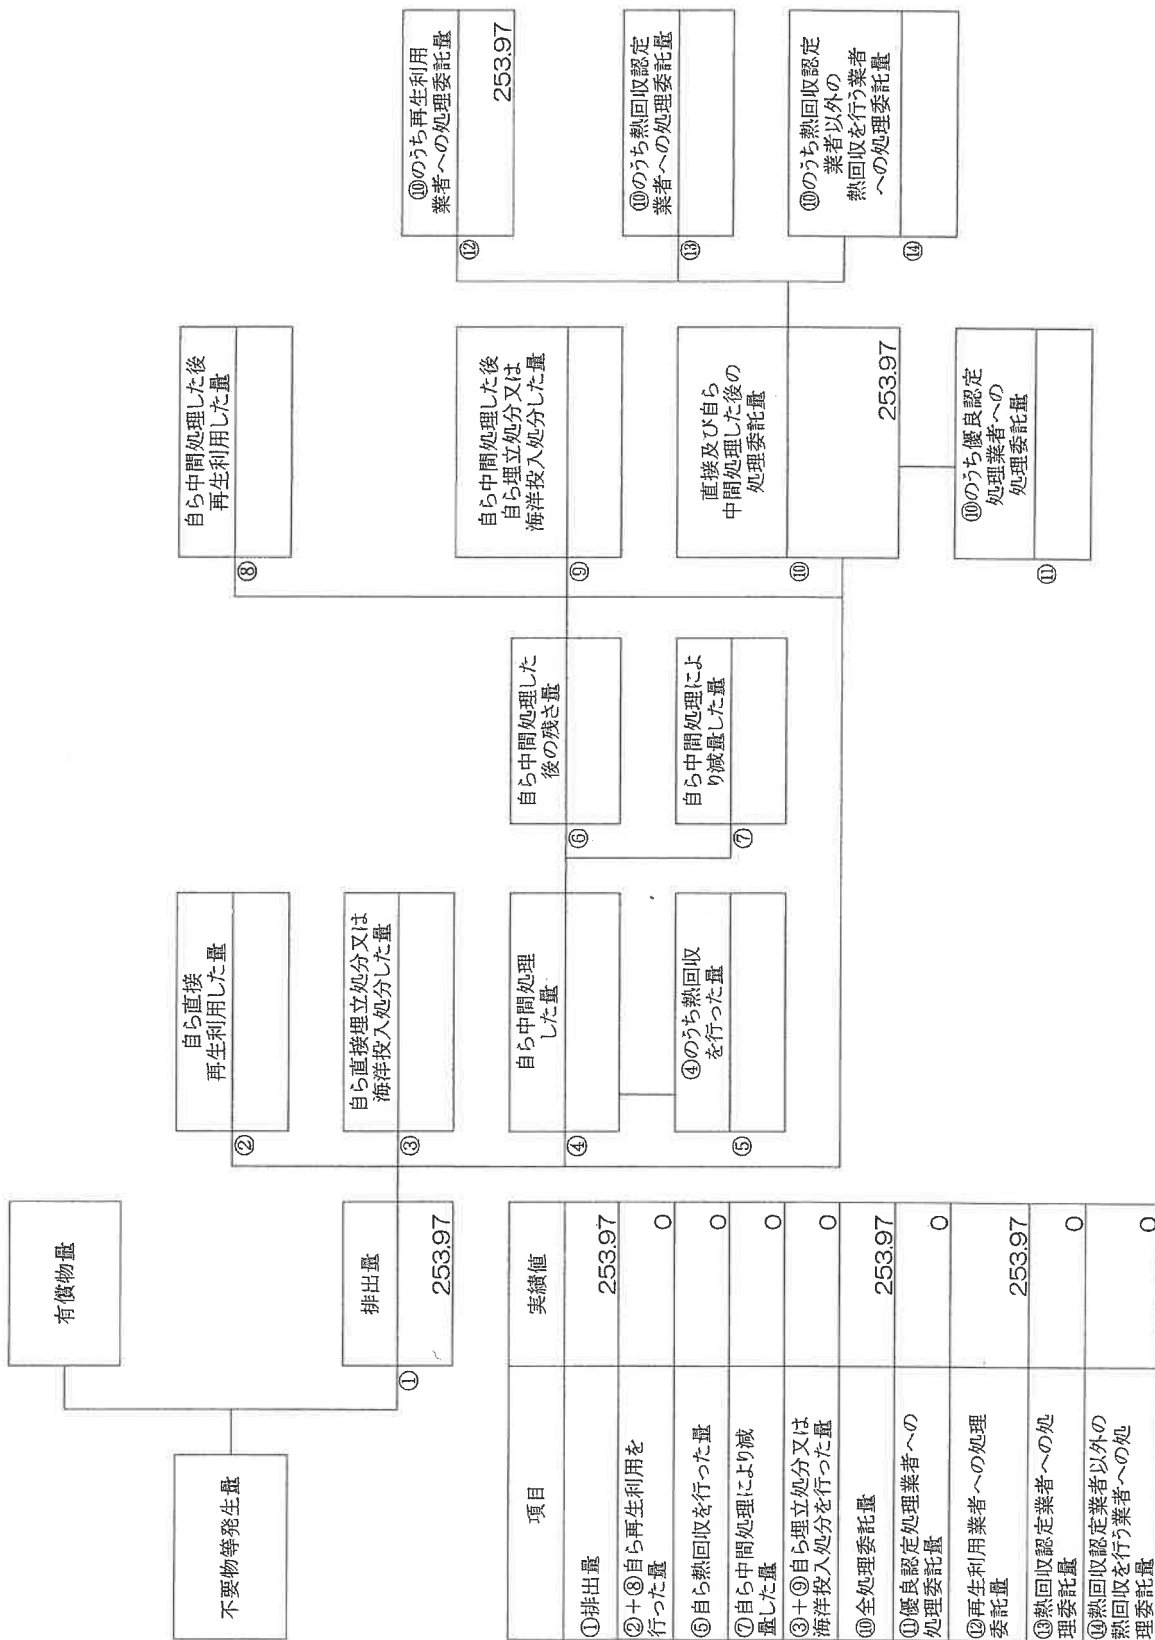 不要物等発生量
有償物量
①
排出量
253.97
②
自ら直接
再生利用した量
③
自ら直接埋立処分又は
海洋投入処分した量
④
自ら中間処理
した量
⑤
④のうち熱回収
を行った量
⑥
自ら中間処理した
後の残さ量
⑦
自ら中間処理によ
り減量した量
⑧
自ら中間処理した後
再生利用した量
⑨
自ら中間処理した後
自ら埋立処分又は
海洋投入処分した量
⑩
直接及び自ら
中間処理した後の
処理委託量
253.97
⑪
⑩のうち優良認定
処理業者への
処理委託量
⑫
⑩のうち再生利用
業者への処理委託量
253.97
⑬
⑩のうち熱回収認定
業者への処理委託量
⑭
⑩のうち熱回収認定
業者以外の
熱回収を行う業者
への処理委託量
項目
実績値
①排出量
253.97
②+⑧自ら再生利用を
行った量
0
⑤自ら熱回収を行った量
0
⑦自ら中間処理により減
量した量
0
③+⑨自ら埋立処分又は
海洋投入処分を行った量
0
⑩全処理委託量
253.97
⑪優良認定処理業者への
処理委託量
0
⑫再生利用業者への処理
委託量
253.97
⑬熱回収認定業者への処
理委託量
0
⑭熱回収認定業者以外の
熱回収を行う業者への処
理委託量
0